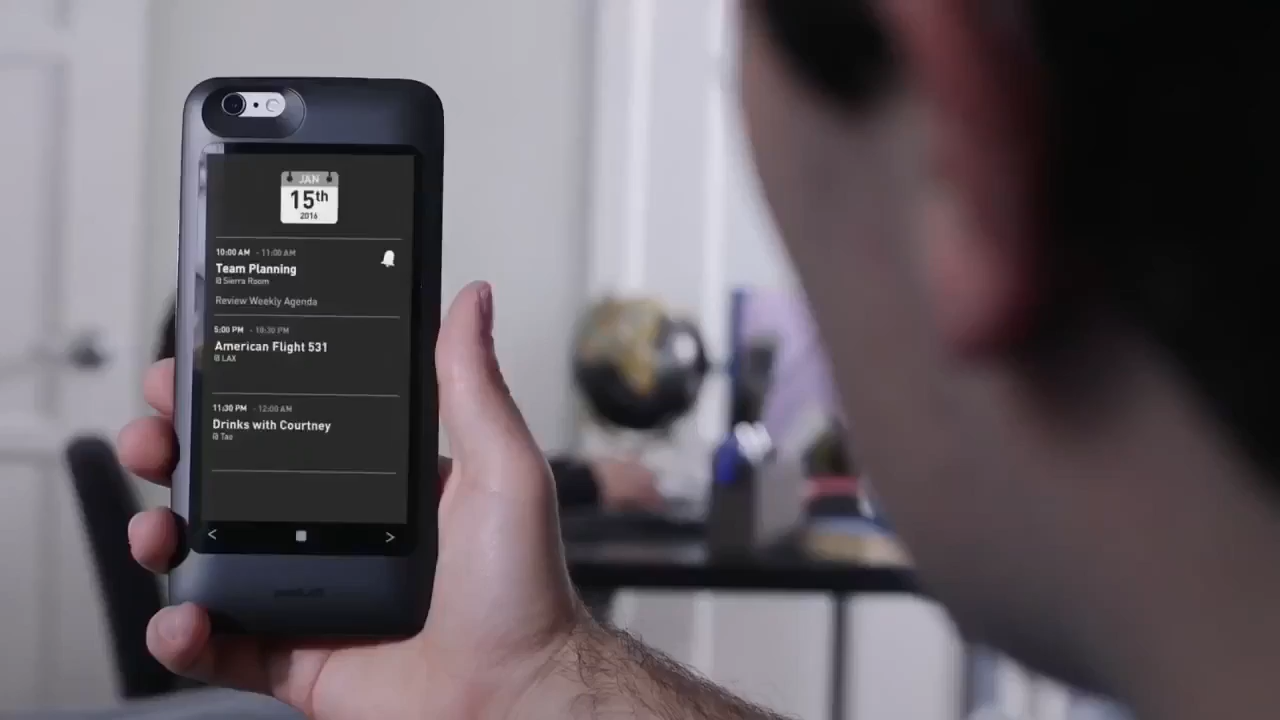 JAN
15th
2016
10:00 AM - 11:00 AM
Team Planning
@ Sierra Room
Review Weekly Agenda
5:00 PM - 10:30 PM
American Flight 531
@ LAX
11:30 PM - 12:00 AM
Drinks with Courtney
@ Tao
< >